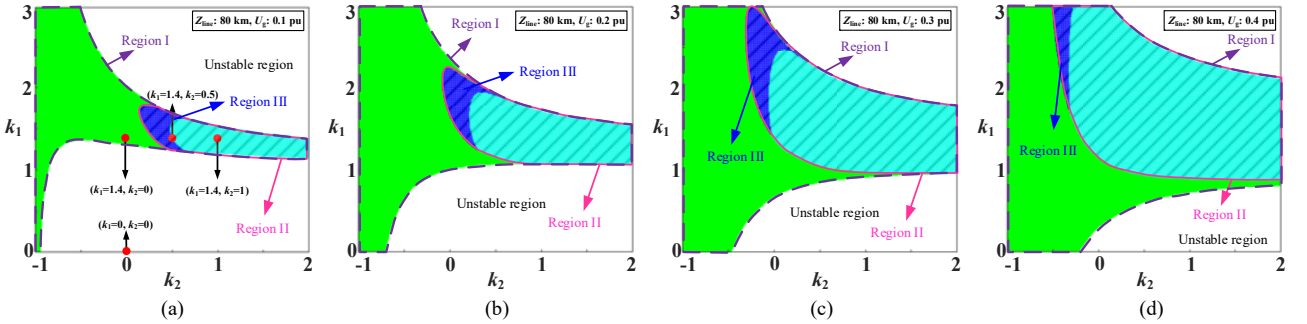 Z_line: 80 km, U_g: 0.1 pu
Region I
Unstable region
(k₁=1.4, k₂=0.5)
Region III
(k₁=1.4, k₂=0)
(k₁=1.4, k₂=1)
(k₁=0, k₂=0)
Region II
k₁
3
2
1
0
-1 0 1 2
k₂
(a)
Z_line: 80 km, U_g: 0.2 pu
Region I
Region III
Unstable region
Region II
k₁
3
2
1
0
-1 0 1 2
k₂
(b)
Z_line: 80 km, U_g: 0.3 pu
Region I
Region III
Unstable region
Region II
k₁
3
2
1
0
-1 0 1 2
k₂
(c)
Z_line: 80 km, U_g: 0.4 pu
Region I
Region III
Region II
Unstable region
k₁
3
2
1
0
-1 0 1 2
k₂
(d)